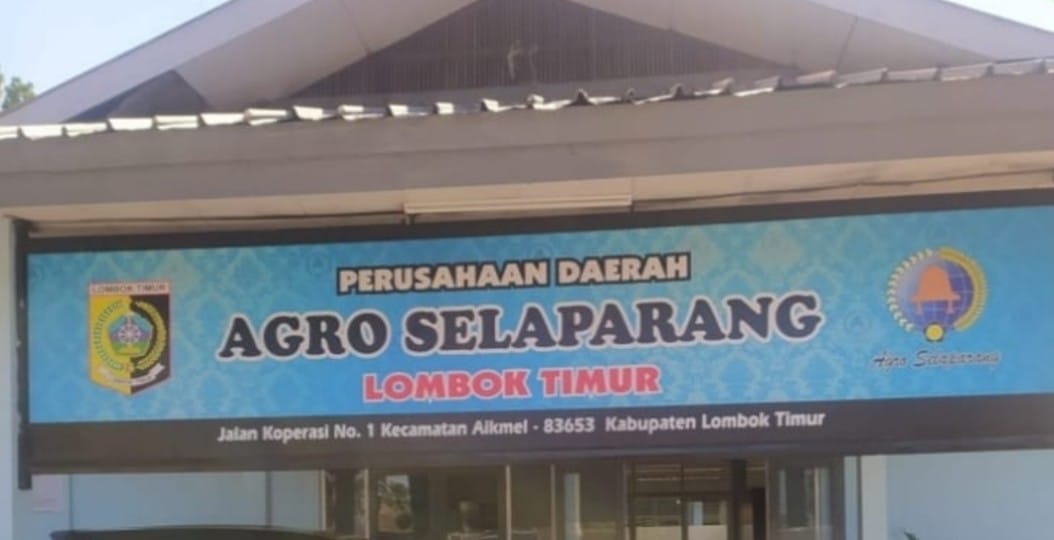 PERUSAHAAN DAERAH
AGRO SELAPARANG
LOMBOK TIMUR
Jalan Koperasi No. 1 Kecamatan Aikmel - 83653 Kabupaten Lombok Timur
LOMBOK TIMUR
Agro Selaparang